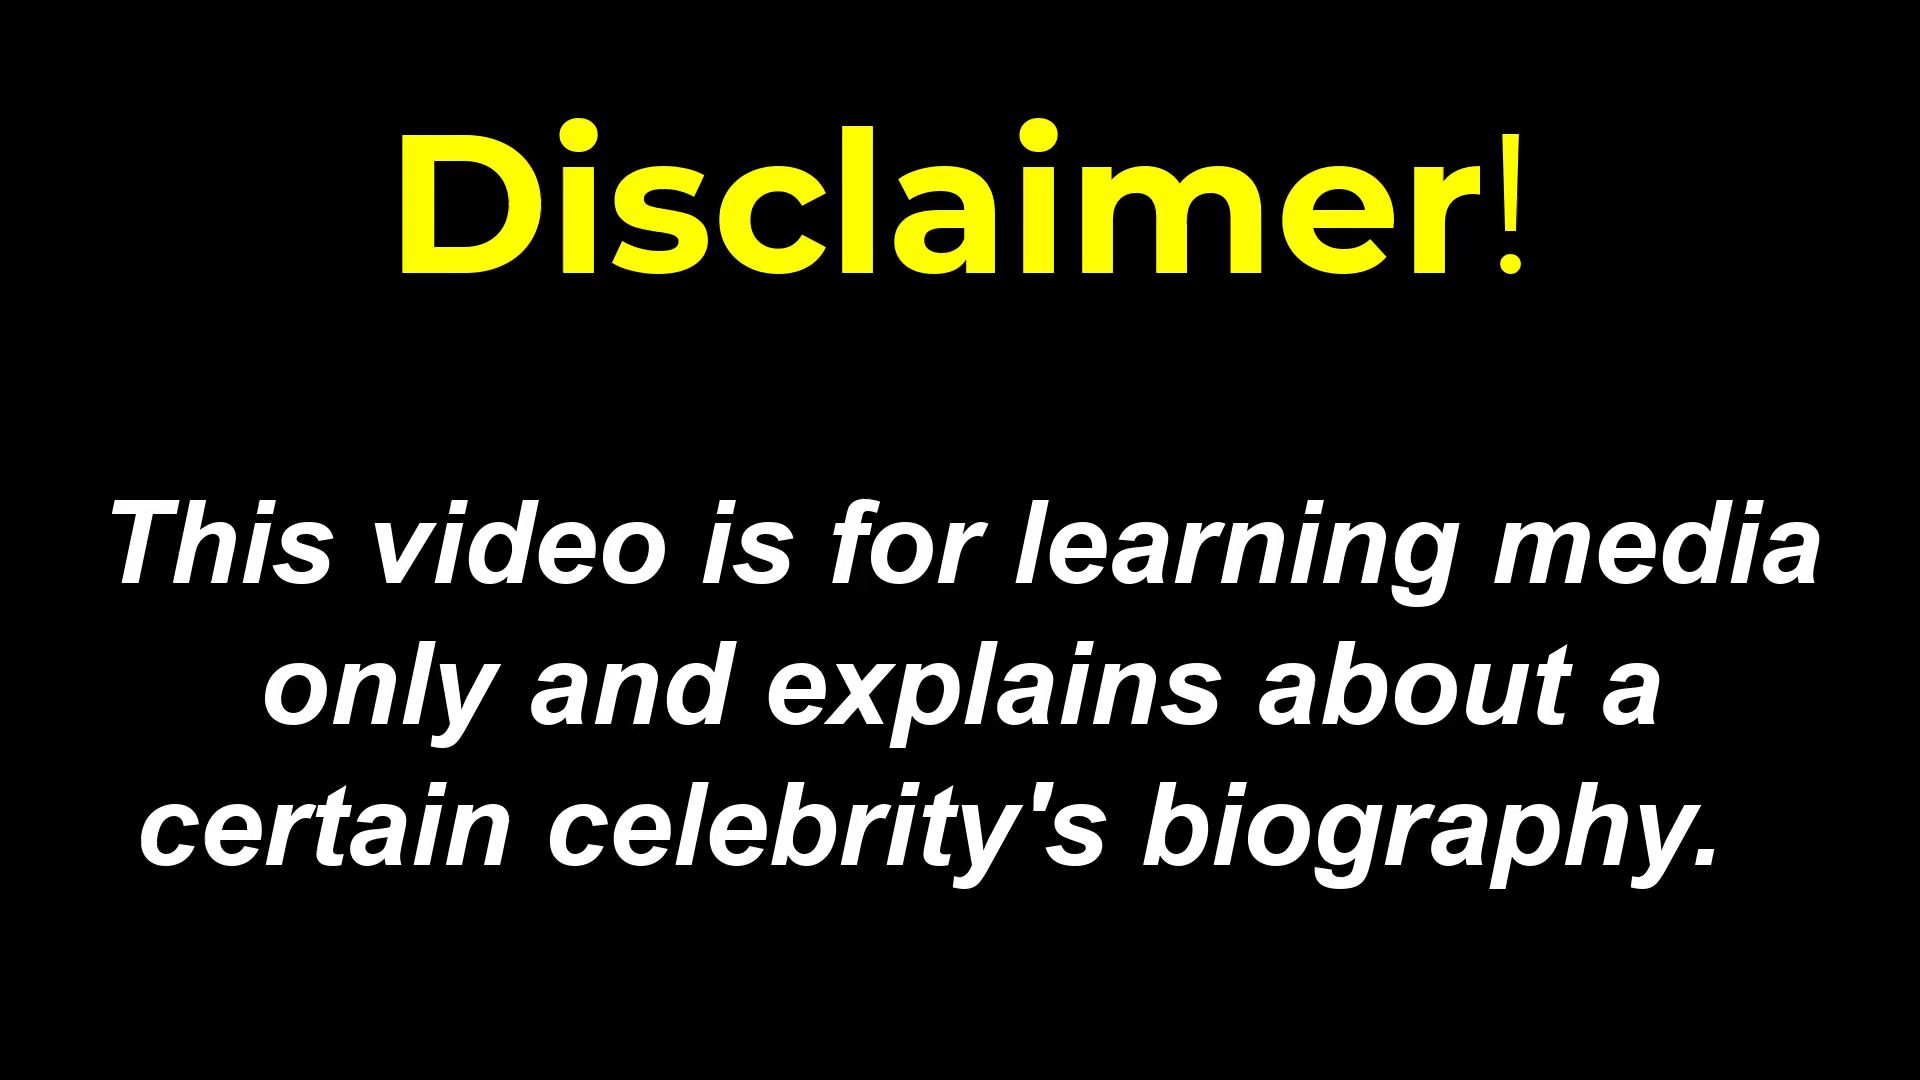 Disclaimer!
This video is for learning media
only and explains about a
certain celebrity's biography.